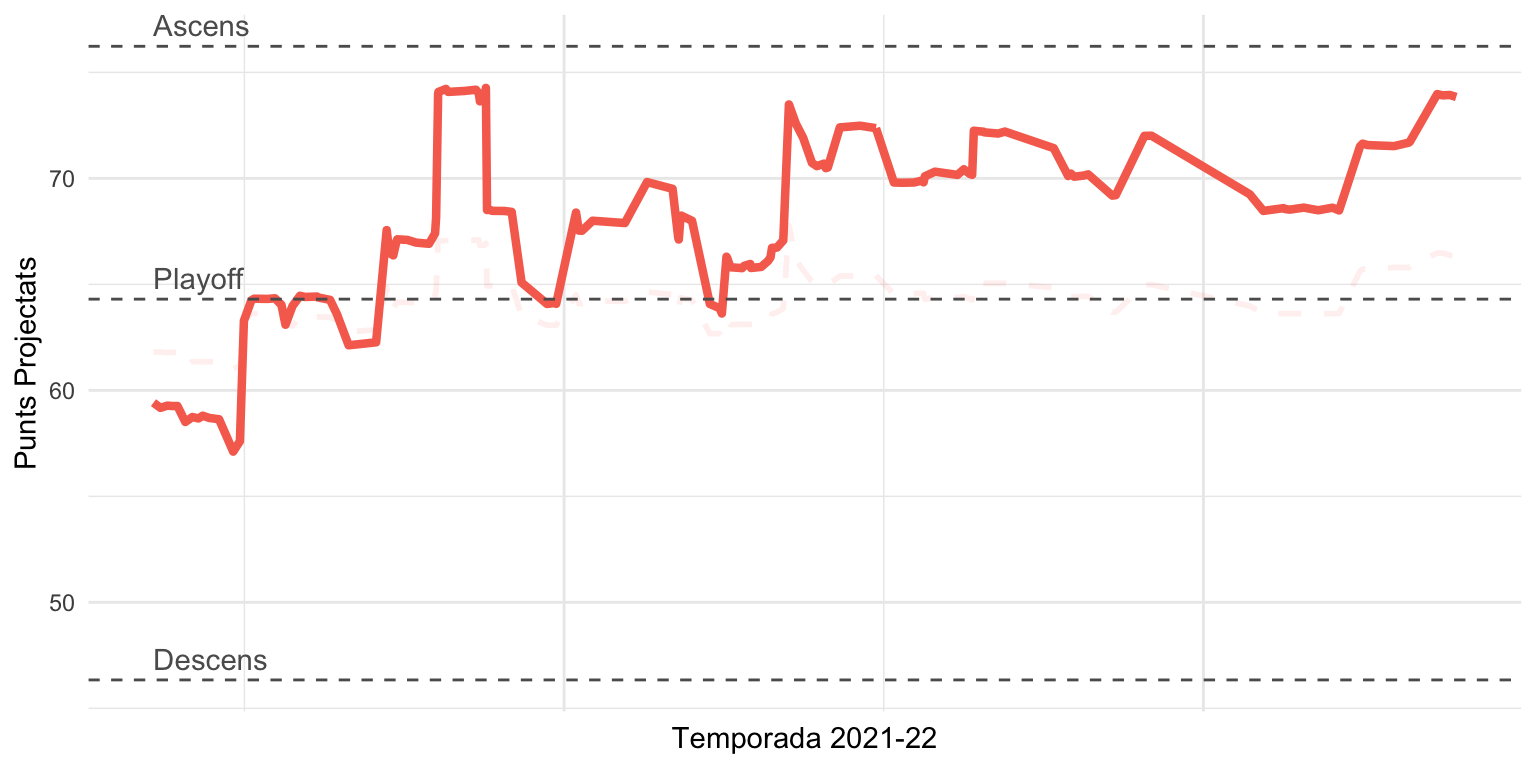 Ascens
70
Playoff
60
50
Descens
Punts Projectats
Temporada 2021-22